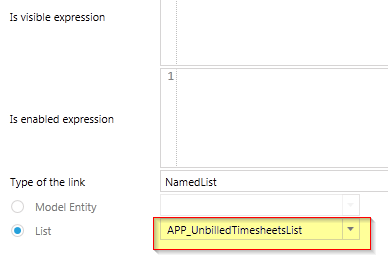 Is visible expression
1
Is enabled expression
Type of the link NamedList
Model Entity
List APP_UnbilledTimesheetsList